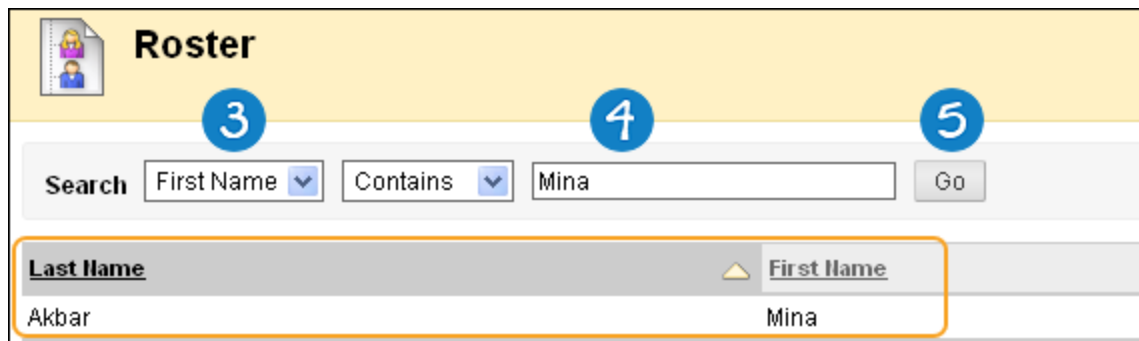 Roster
3 4 5
Search First Name Contains Mina Go
Last Name First Name
Akbar Mina